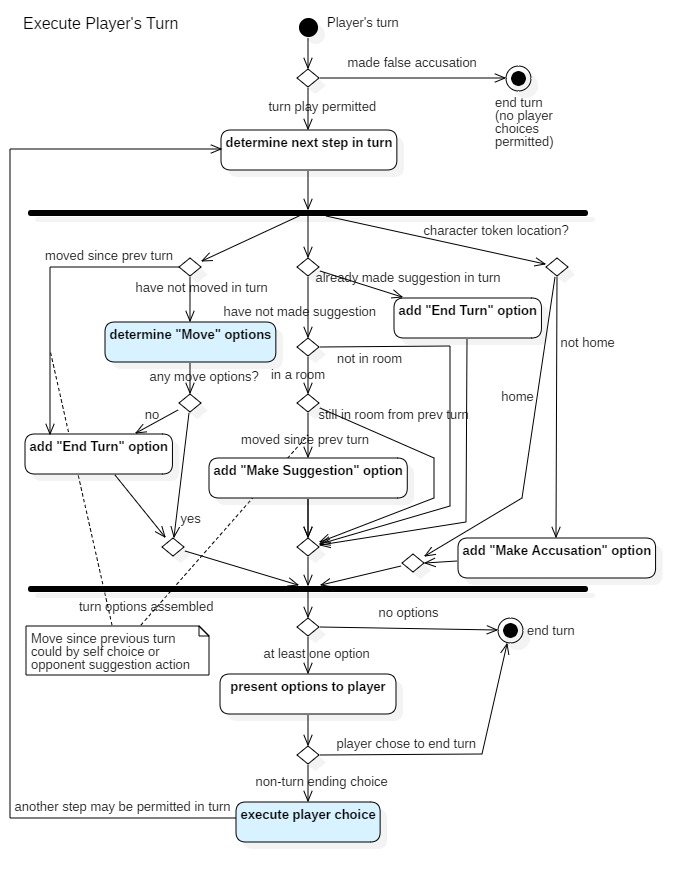 Execute Player's Turn
Player's turn
made false accusation
end turn
(no player
choices
permitted)
turn play permitted
determine next step in turn
character token location?
moved since prev turn
already made suggestion in turn
have not moved in turn
have not made suggestion
add "End Turn" option
determine "Move" options
not home
not in room
any move options?
in a room
home
no
still in room from prev turn
moved since prev turn
add "End Turn" option
add "Make Suggestion" option
yes
add "Make Accusation" option
turn options assembled
no options
end turn
Move since previous turn
could by self choice or
opponent suggestion action
at least one option
present options to player
player chose to end turn
non-turn ending choice
another step may be permitted in turn
execute player choice